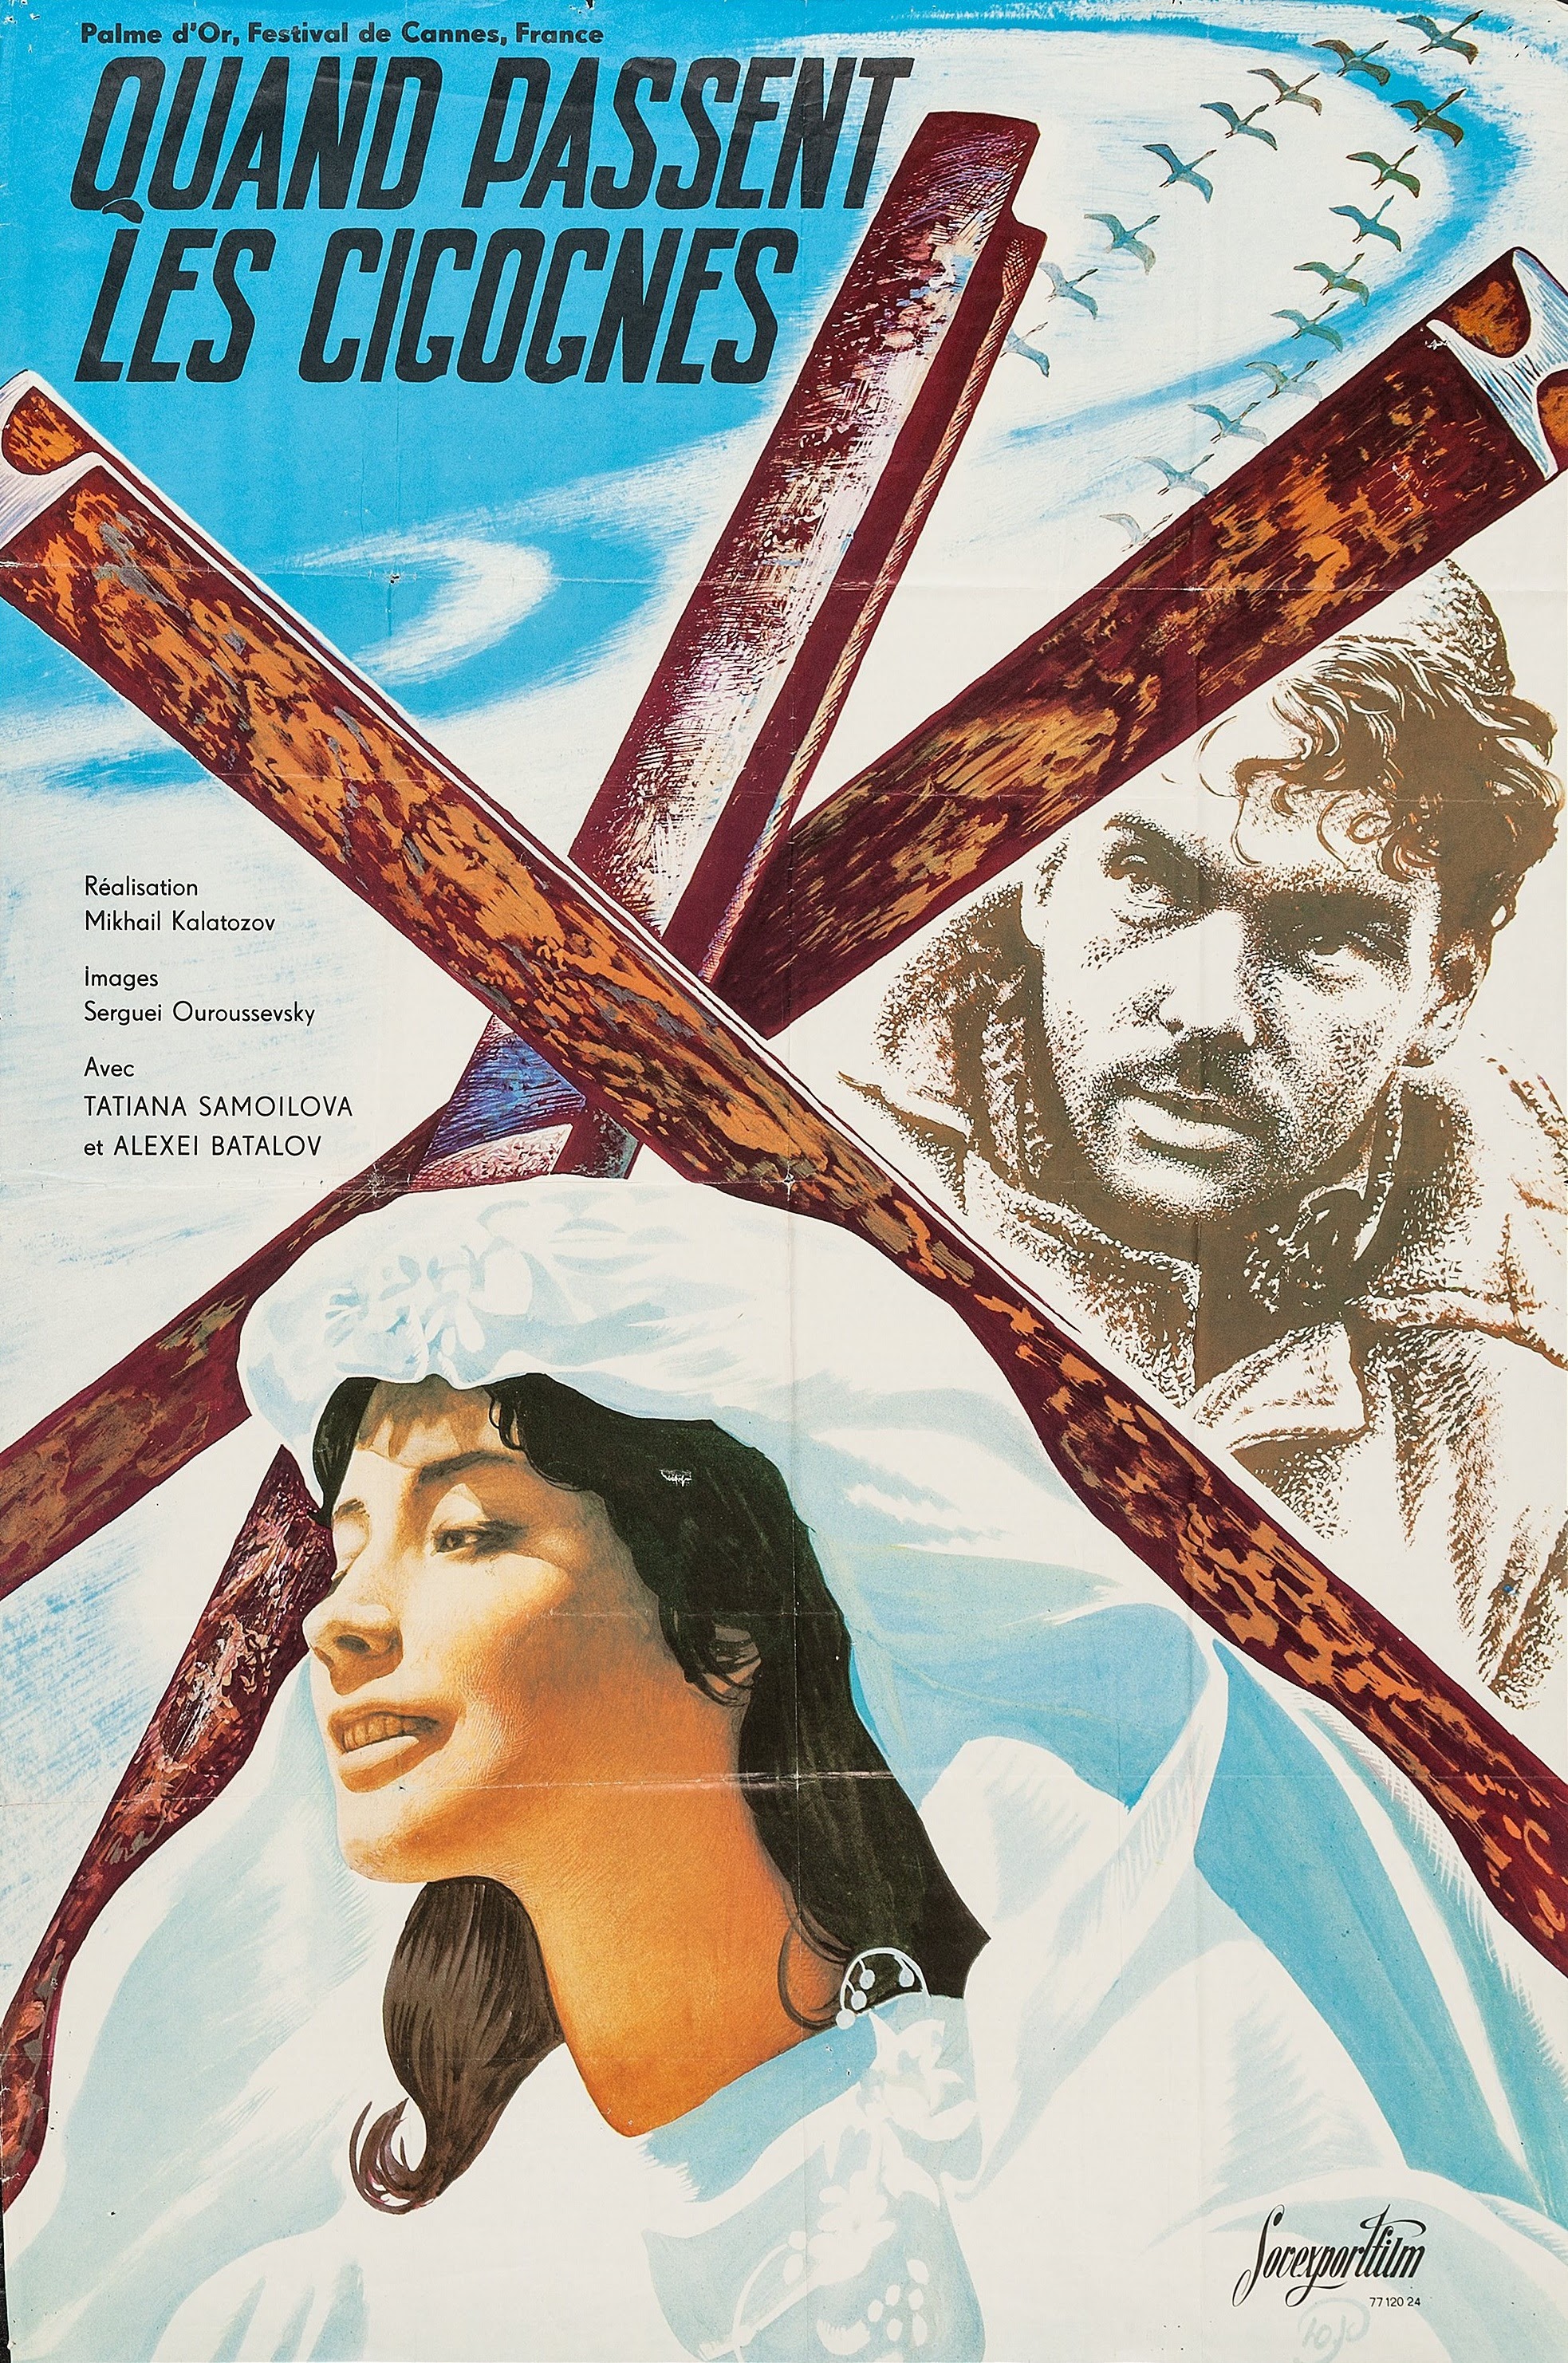 Palme d'Or, Festival de Cannes, France
QUAND PASSENT
LES CIGOGNES
Réalisation
Mikhail Kalatozov
Images
Serguei Ouroussevsky
Avec
TATIANA SAMOILOVA
et ALEXEI BATALOV
Sovexportfilm
77 120 24